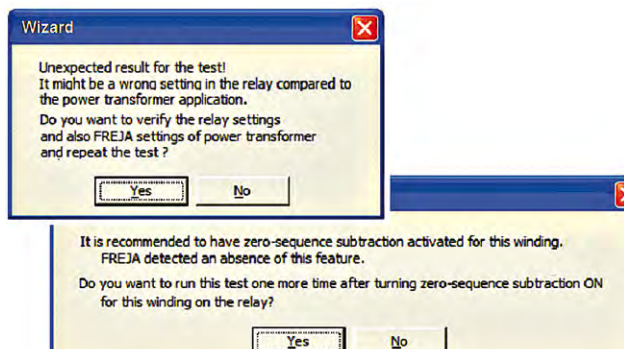 Wizard
Unexpected result for the test!
It might be a wrong setting in the relay compared to
the power transformer application.
Do you want to verify the relay settings
and also FREJA settings of power transformer
and repeat the test ?
Yes No
It is recommended to have zero-sequence subtraction activated for this winding.
FREJA detected an absence of this feature.
Do you want to run this test one more time after turning zero-sequence subtraction ON
for this winding on the relay?
Yes No